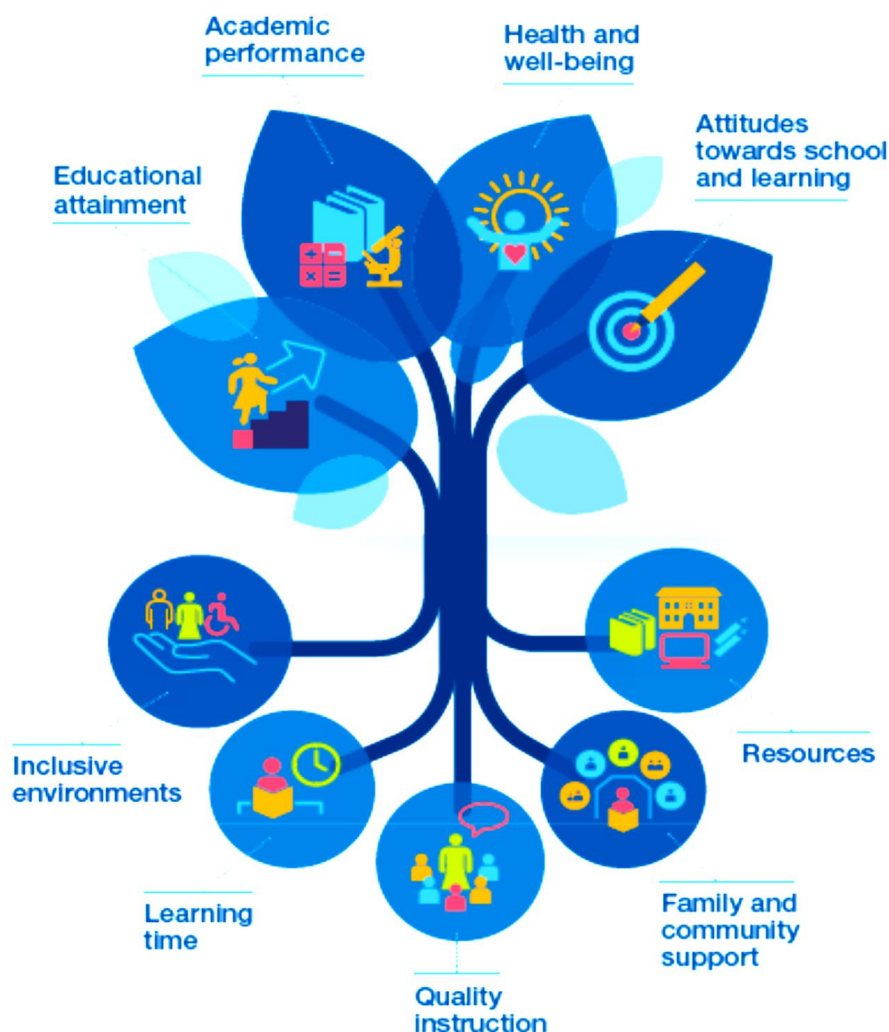 Academic
performance
Health and
well-being
Attitudes
towards school
and learning
Educational
attainment
Inclusive
environments
Resources
Learning
time
Family and
community
support
Quality
instruction